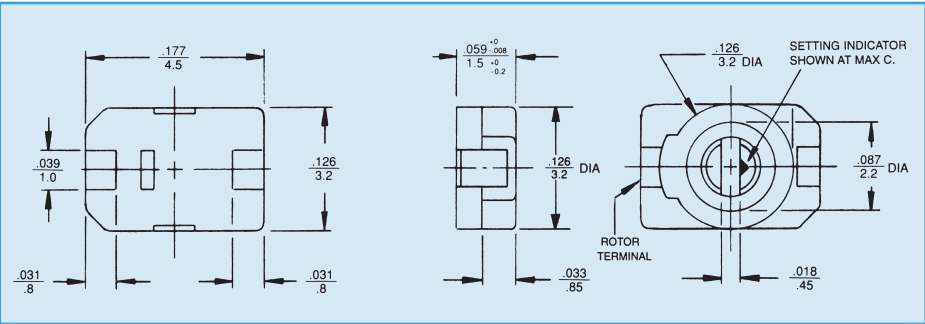 .177
4.5
.039
1.0
.126
3.2
.031
.8
.031
.8
.059 +0 -.008
1.5 +0 -0.2
.126
3.2 DIA
.033
.85
.126
3.2 DIA
SETTING INDICATOR
SHOWN AT MAX C.
.087
2.2 DIA
ROTOR
TERMINAL
.018
.45